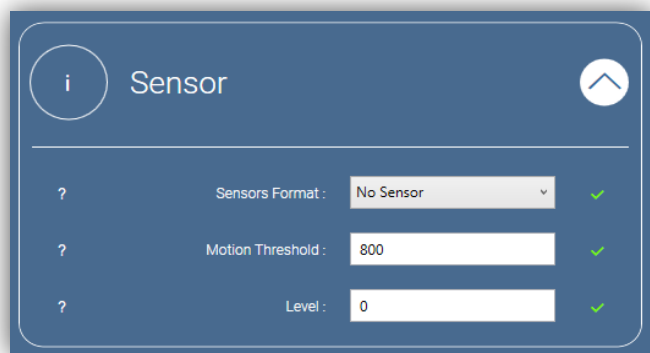 i Sensor
? Sensors Format : No Sensor
? Motion Threshold : 800
? Level : 0